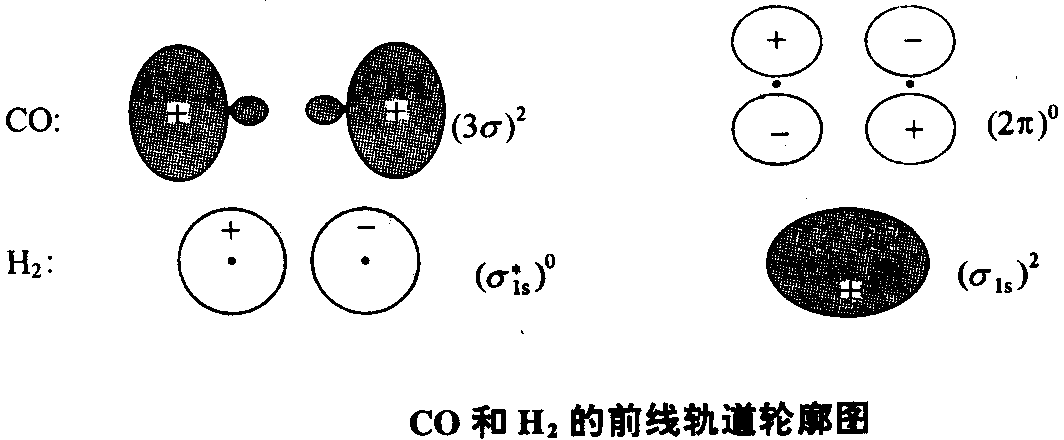 + −
CO: + + (3σ)² − + (2π)⁰
+ −
H₂: (σ*₁ₛ)⁰ + (σ₁ₛ)²
CO 和 H₂ 的前线轨道轮廓图